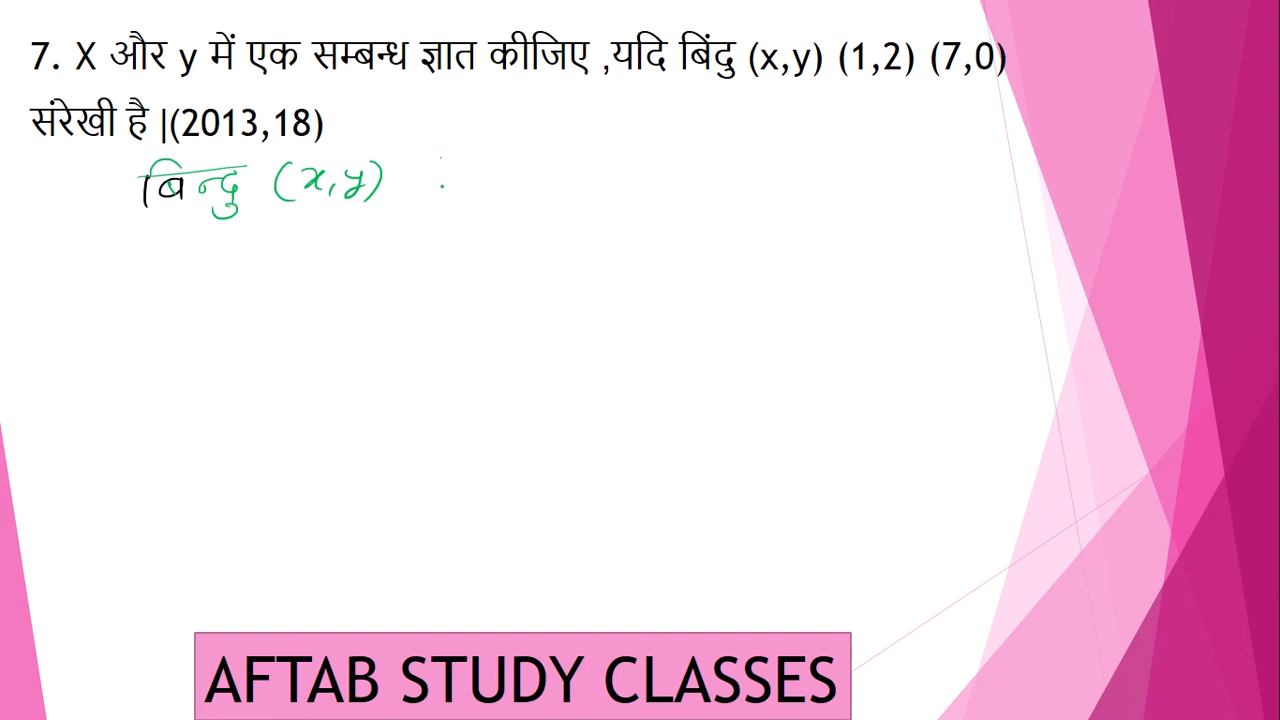 7. X और y में एक सम्बन्ध ज्ञात कीजिए ,यदि बिंदु (x,y) (1,2) (7,0)
संरेखी है |(2013,18)
बिन्दु (x,y)
AFTAB STUDY CLASSES